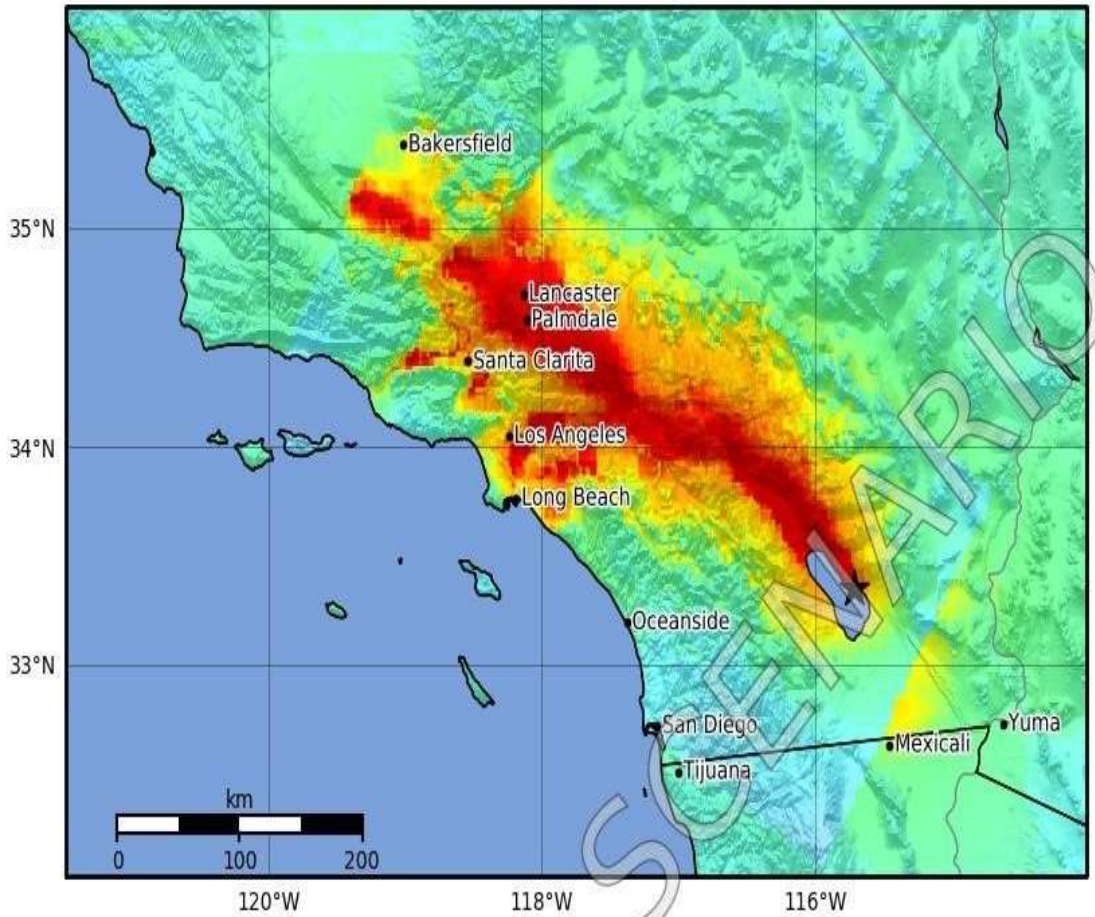 Bakersfield
35°N
Lancaster
Palmdale
Santa Clarita
34°N
Los Angeles
Long Beach
Oceanside
33°N
San Diego
Yuma
Mexicali
Tijuana
km
0 100 200
120°W 118°W 116°W
SCENARIO